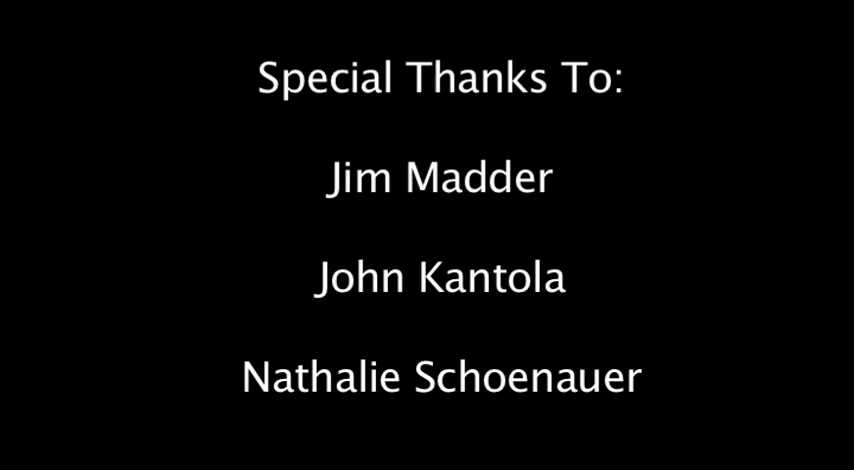 Special Thanks To:
Jim Madder
John Kantola
Nathalie Schoenauer